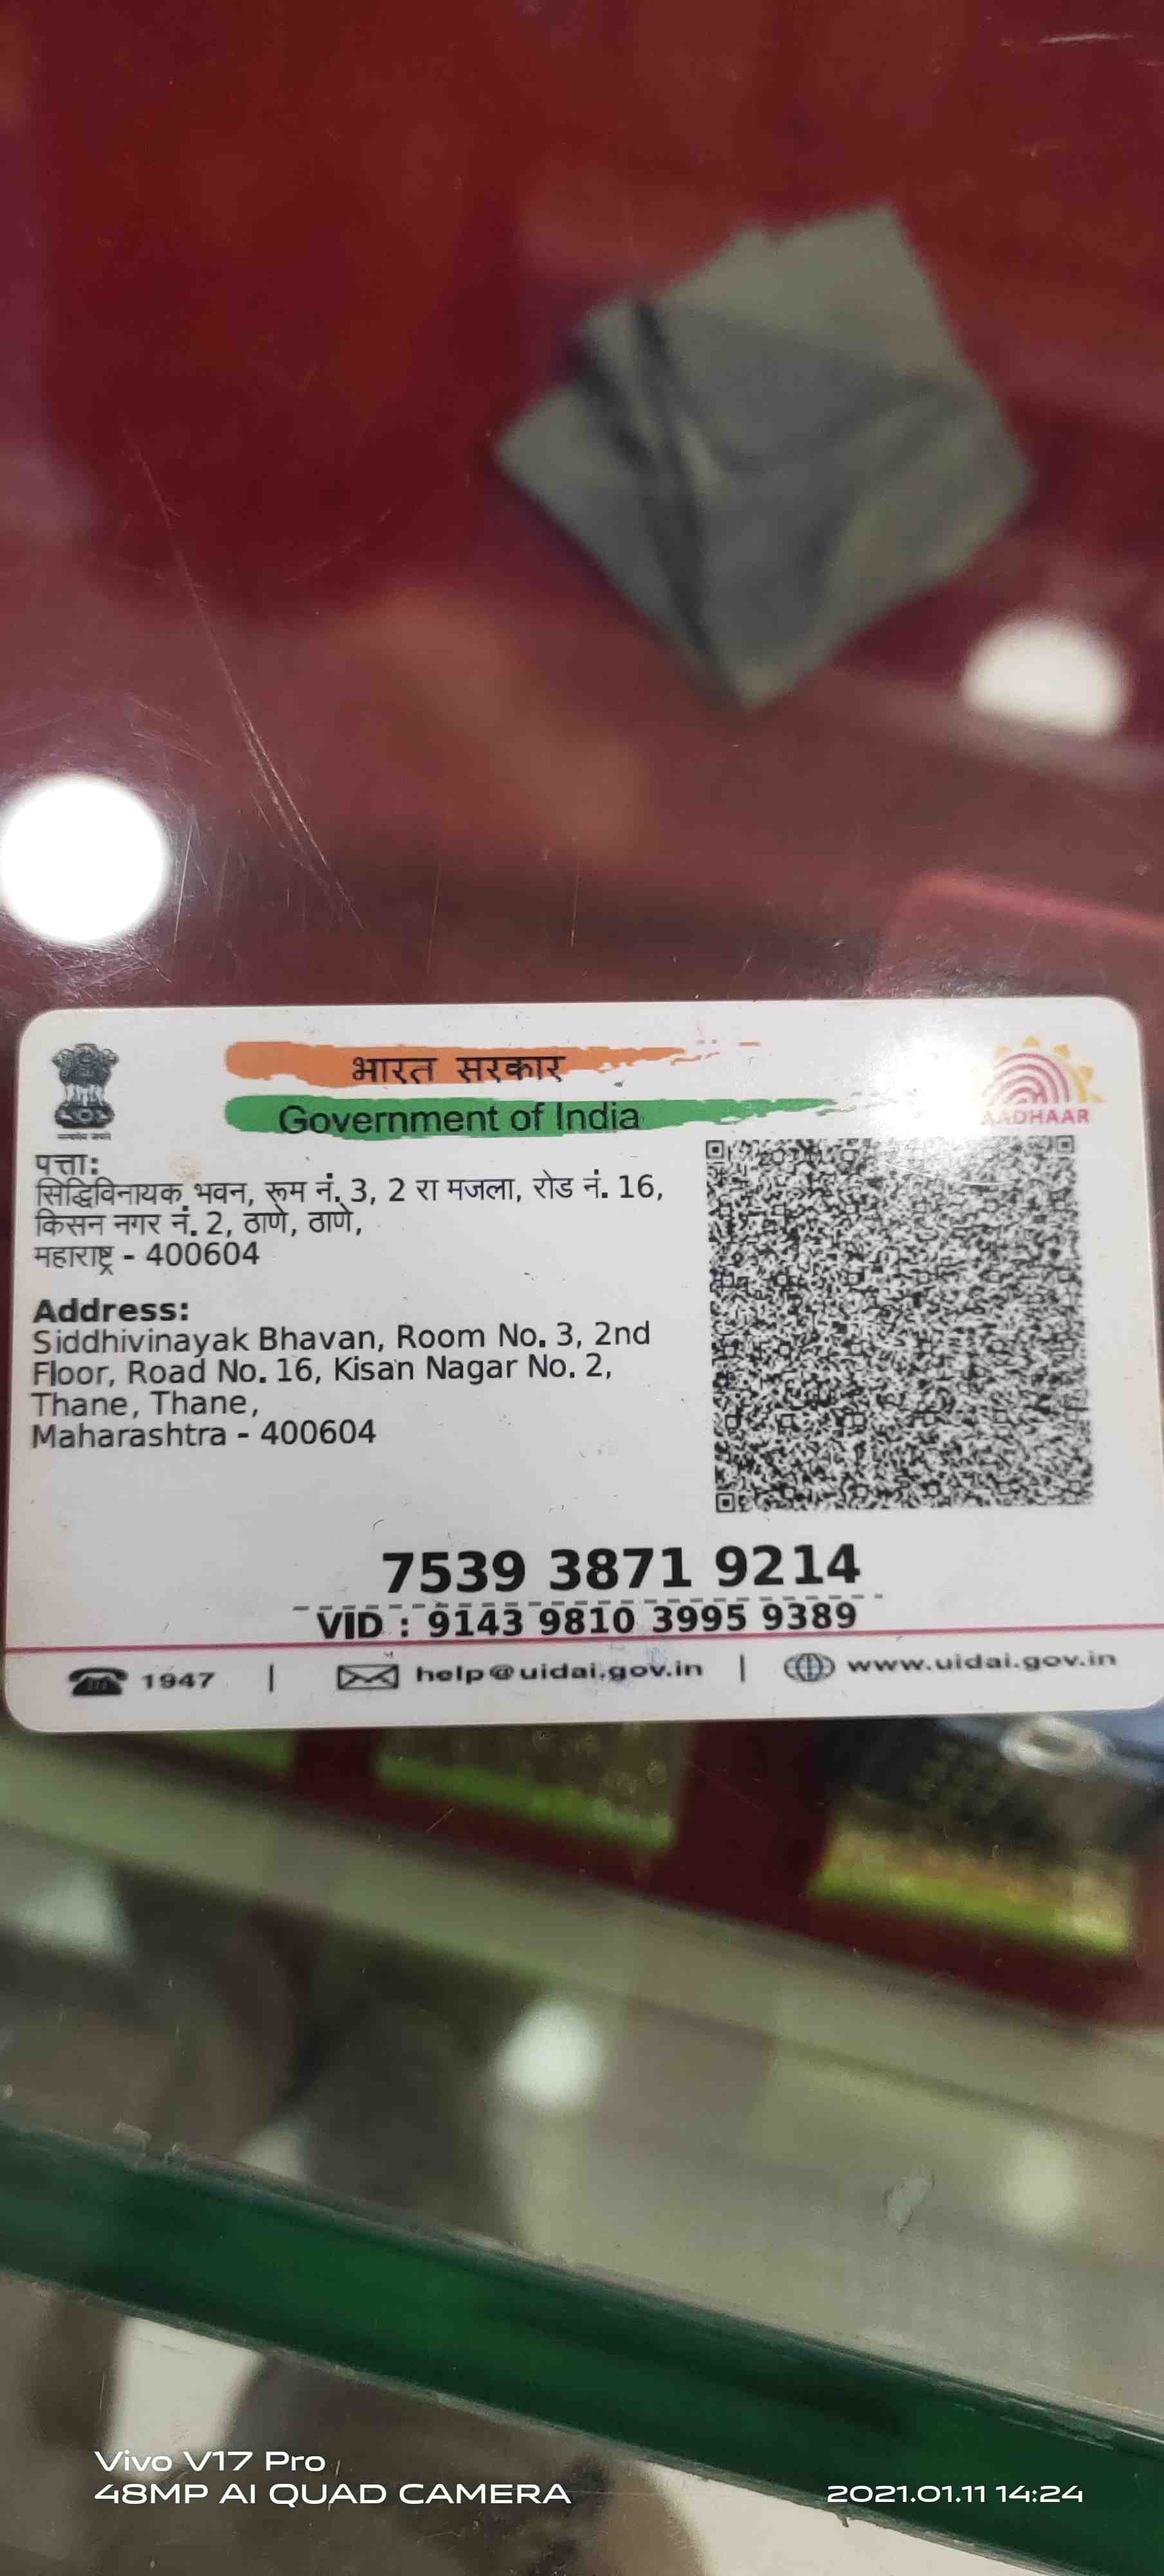 भारत सरकार
Government of India
AADHAAR
पत्ता:
सिद्धिविनायक भवन, रूम नं. 3, 2 रा मजला, रोड नं. 16,
किसन नगर नं. 2, ठाणे, ठाणे,
महाराष्ट्र - 400604
Address:
Siddhivinayak Bhavan, Room No. 3, 2nd
Floor, Road No. 16, Kisan Nagar No. 2,
Thane, Thane,
Maharashtra - 400604
7539 3871 9214
VID : 9143 9810 3995 9389
1947 | help@uidai.gov.in | www.uidai.gov.in
Vivo V17 Pro
48MP AI QUAD CAMERA
2021.01.11 14:24